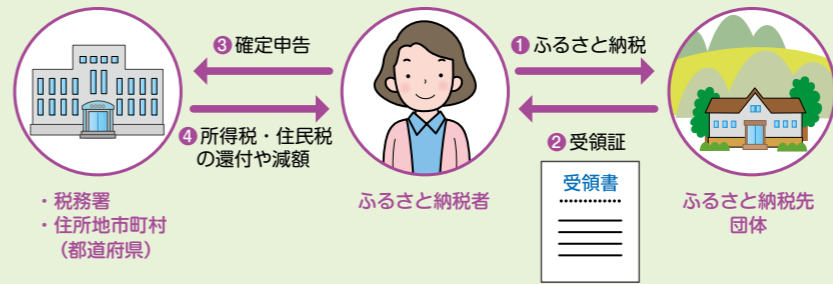 ❸確定申告
❶ふるさと納税
❹所得税・住民税
の還付や減額
❷受領証
受領書
・税務署
・住所地市町村
（都道府県）
ふるさと納税者
ふるさと納税先
団体